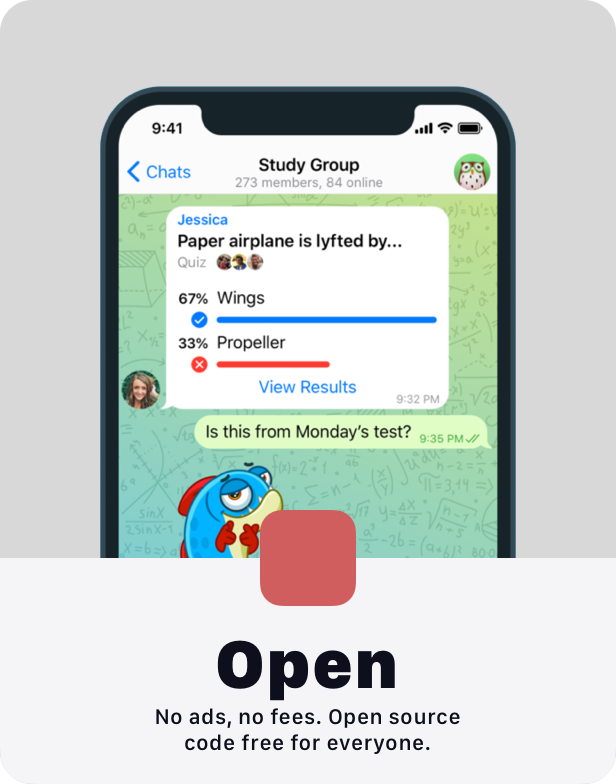 9:41
Chats
Study Group
273 members, 84 online
Jessica
Paper airplane is lyfted by...
Quiz
67% Wings
33% Propeller
View Results
9:32 PM
Is this from Monday's test? 9:35 PM
Open
No ads, no fees. Open source
code free for everyone.